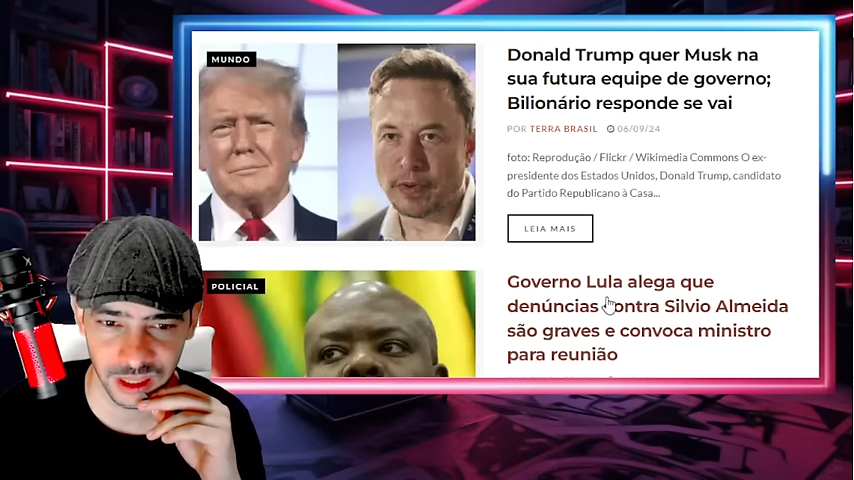 MUNDO
Donald Trump quer Musk na
sua futura equipe de governo;
Bilionário responde se vai
POR TERRA BRASIL 06/09/24
foto: Reprodução / Flickr / Wikimedia Commons O ex-
presidente dos Estados Unidos, Donald Trump, candidato
do Partido Republicano à Casa...
LEIA MAIS
POLICIAL
Governo Lula alega que
denúncias contra Silvio Almeida
são graves e convoca ministro
para reunião